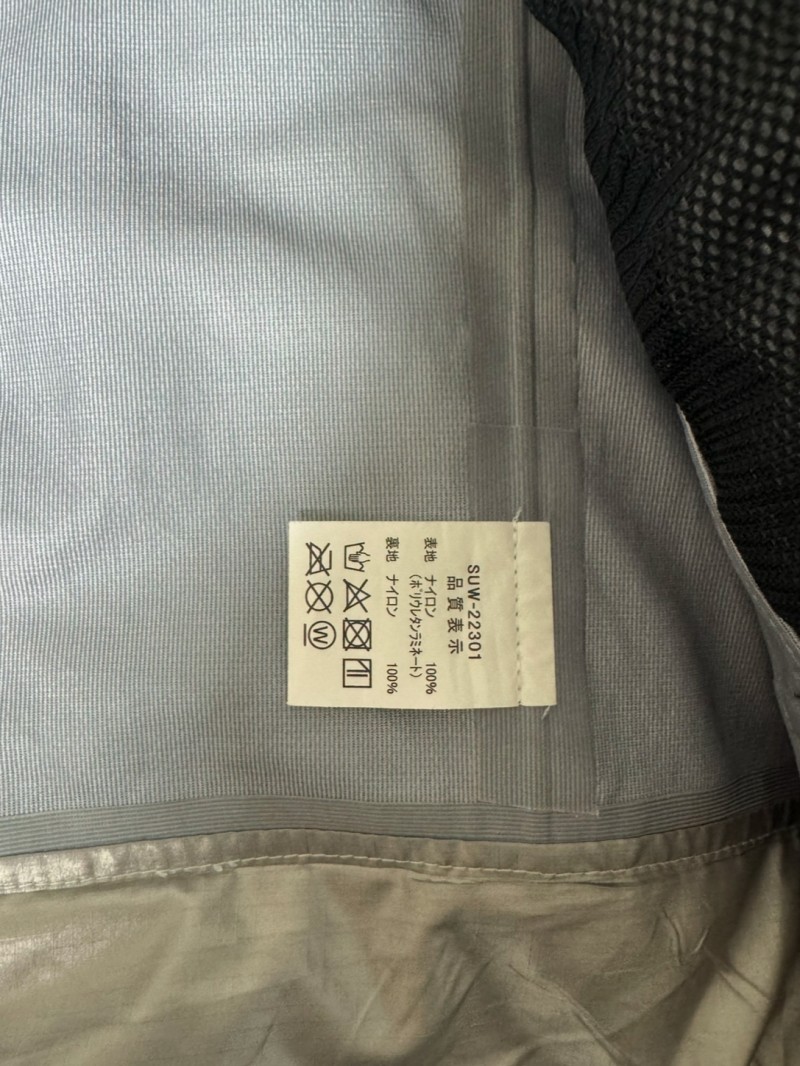 SUW-22301
品質表示
表地 ナイロン 100%
(ポリウレタンラミネート)
裏地 ナイロン 100%
W